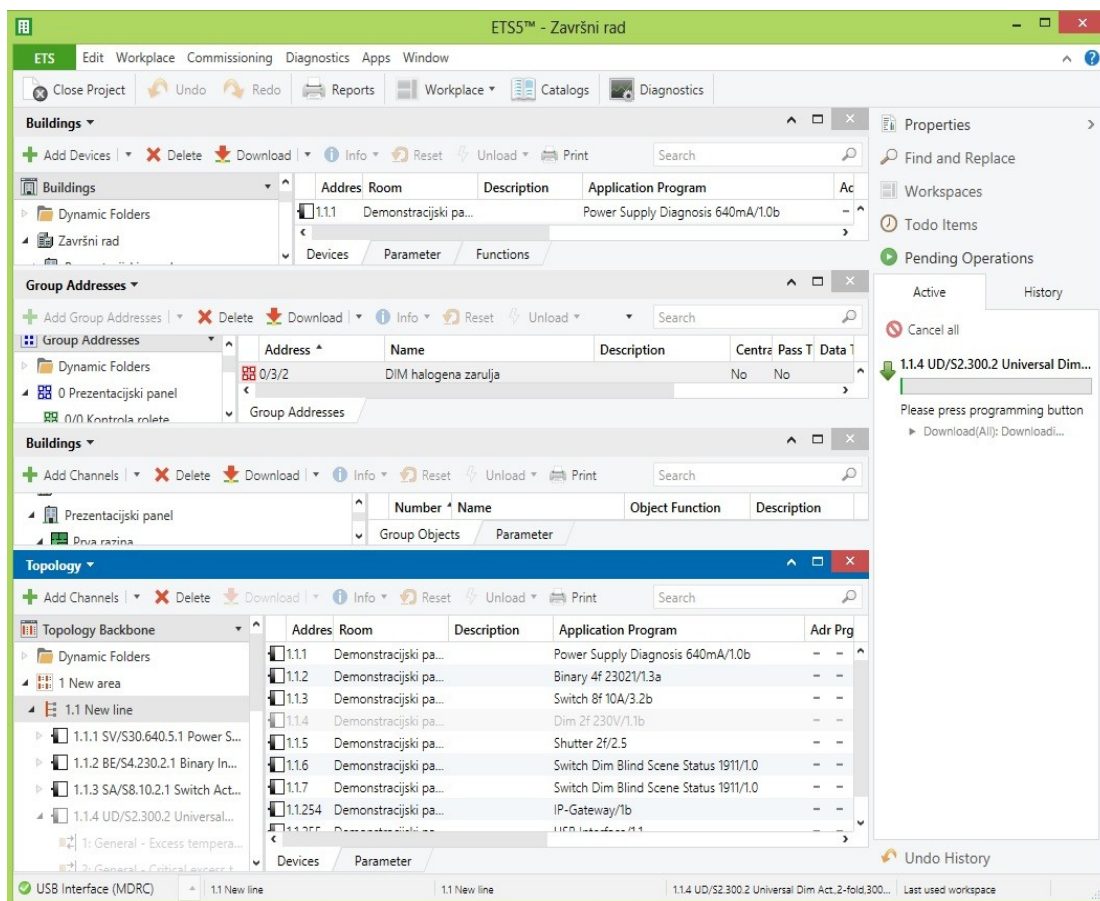 ETS5™ - Završni rad
ETS Edit Workplace Commissioning Diagnostics Apps Window
Close Project Undo Redo Reports Workplace Catalogs Diagnostics
Buildings
Add Devices Delete Download Info Reset Unload Print Search
Buildings
Dynamic Folders
Završni rad
Addres Room Description Application Program Ac
1.1.1 Demonstracijski pa... Power Supply Diagnosis 640mA/1.0b –
Devices Parameter Functions
Group Addresses
Add Group Addresses Delete Download Info Reset Unload Search
Group Addresses
Dynamic Folders
0 Prezentacijski panel
0/0 Kontrola rolete
Address Name Description Centra Pass T Data T
0/3/2 DIM halogena zarulja No No
Group Addresses
Buildings
Add Channels Delete Download Info Reset Unload Print Search
Prezentacijski panel
Prva razina
Number Name Object Function Description
Group Objects Parameter
Topology
Add Channels Delete Download Info Reset Unload Print Search
Topology Backbone
Dynamic Folders
1 New area
1.1 New line
1.1.1 SV/S30.640.5.1 Power S...
1.1.2 BE/S4.230.2.1 Binary In...
1.1.3 SA/S8.10.2.1 Switch Act...
1.1.4 UD/S2.300.2 Universal...
1: General - Excess tempera...
2: General - Critical excess t...
Addres Room Description Application Program Adr Prg
1.1.1 Demonstracijski pa... Power Supply Diagnosis 640mA/1.0b – –
1.1.2 Demonstracijski pa... Binary 4f 23021/1.3a – –
1.1.3 Demonstracijski pa... Switch 8f 10A/3.2b – –
1.1.4 Demonstracijski pa... Dim 2f 230V/1.1b – –
1.1.5 Demonstracijski pa... Shutter 2f/2.5 – –
1.1.6 Demonstracijski pa... Switch Dim Blind Scene Status 1911/1.0 – –
1.1.7 Demonstracijski pa... Switch Dim Blind Scene Status 1911/1.0 – –
1.1.254 Demonstracijski pa... IP-Gateway/1b – –
1.1.255 Demonstracijski pa... USB Interface/1.1
Devices Parameter
Properties
Find and Replace
Workspaces
Todo Items
Pending Operations
Active History
Cancel all
1.1.4 UD/S2.300.2 Universal Dim...
Please press programming button
Download(All): Downloadi...
Undo History
USB Interface (MDRC) 1.1 New line 1.1 New line 1.1.4 UD/S2.300.2 Universal Dim Act.,2-fold,300... Last used workspace